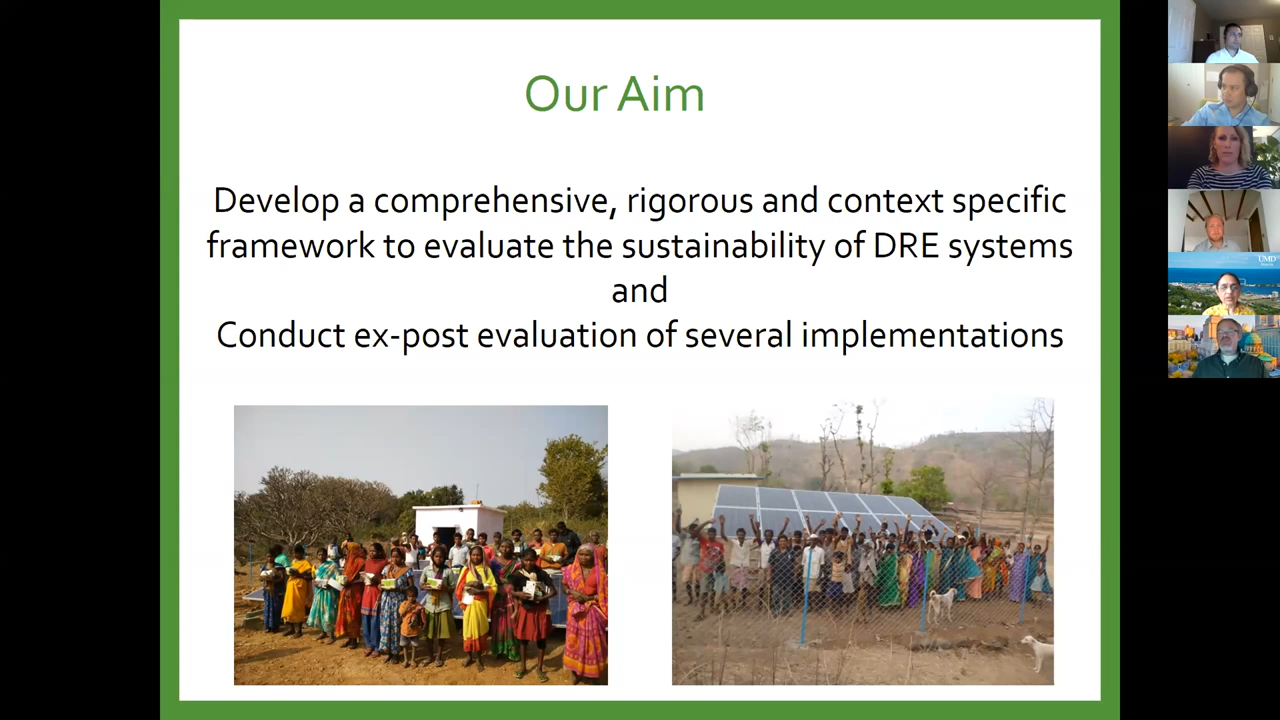 Our Aim
Develop a comprehensive, rigorous and context specific
framework to evaluate the sustainability of DRE systems
and
Conduct ex-post evaluation of several implementations
UMD